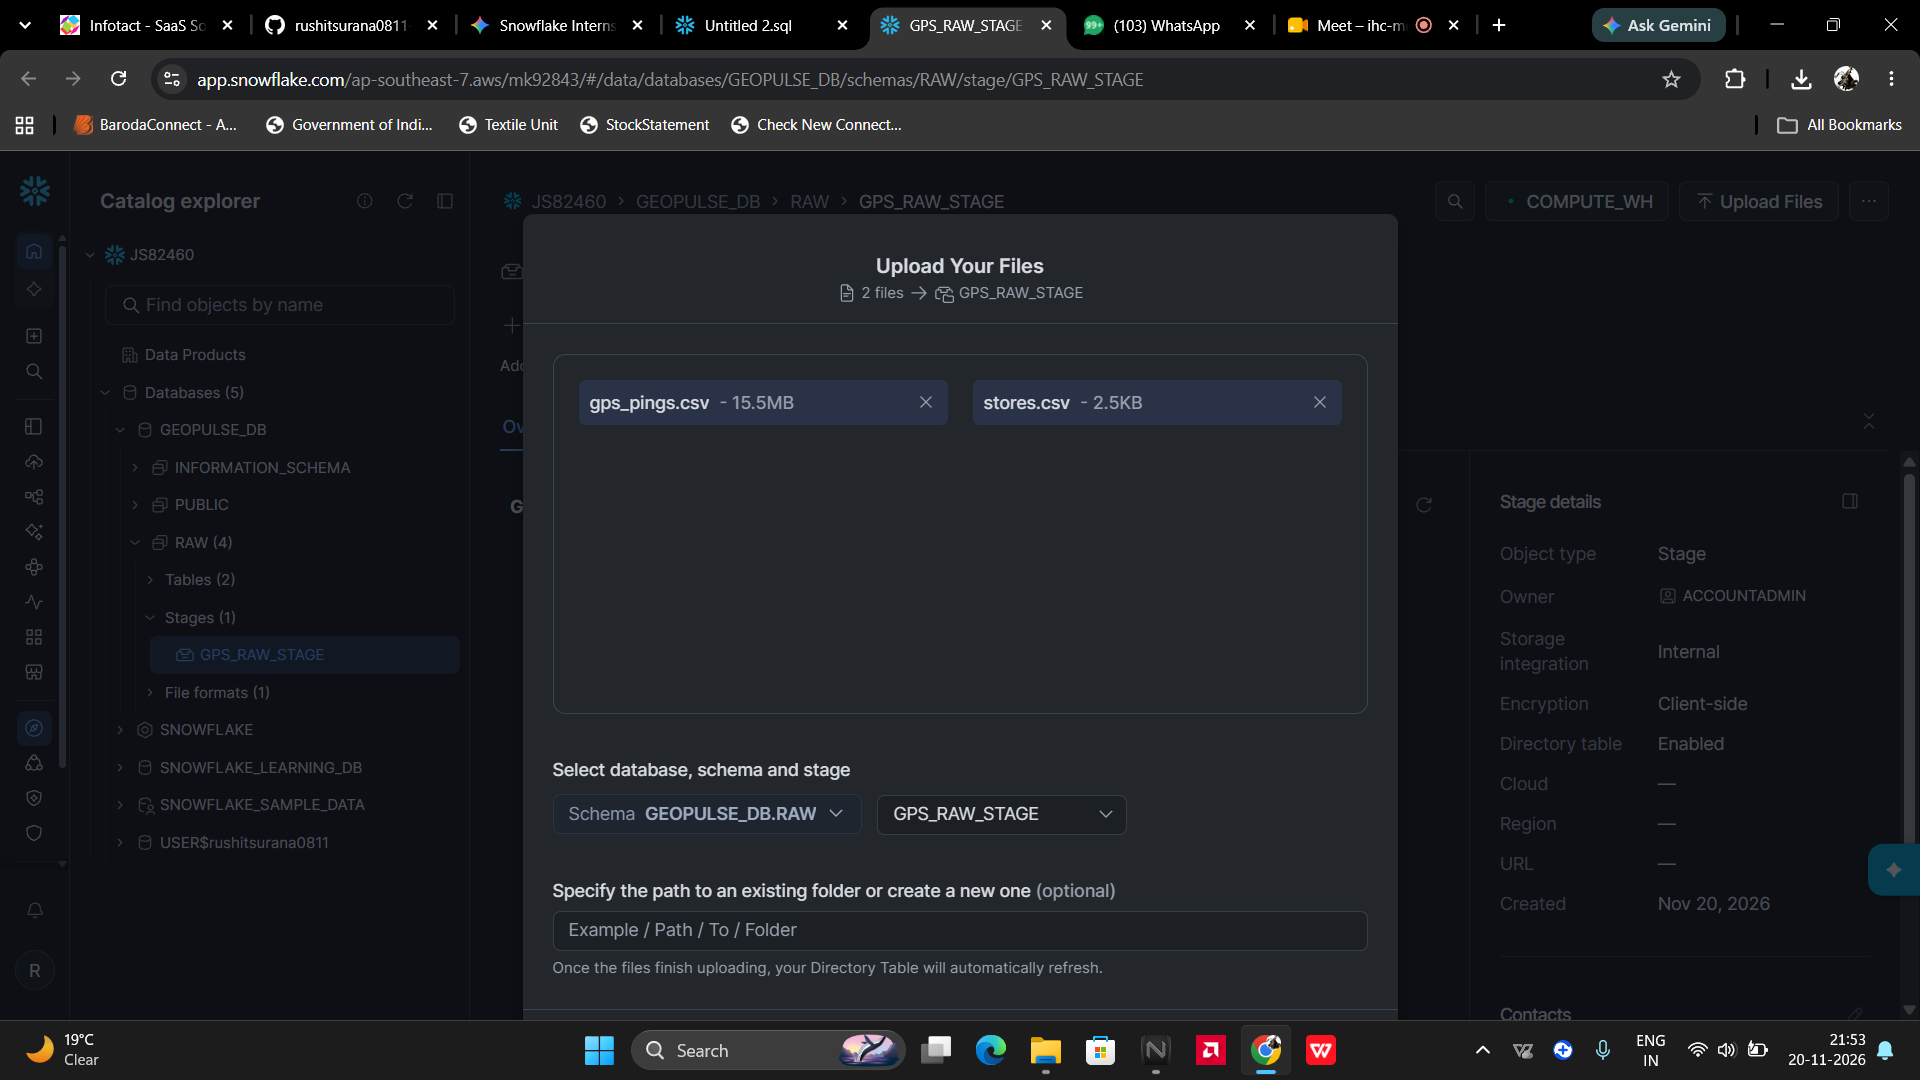 Infotact - SaaS So
rushitsurana0811
Snowflake Interns
Untitled 2.sql
GPS_RAW_STAGE
99+
(103) WhatsApp
Meet – ihc-m
Ask Gemini
app.snowflake.com/ap-southeast-7.aws/mk92843/#/data/databases/GEOPULSE_DB/schemas/RAW/stage/GPS_RAW_STAGE
BarodaConnect - A...
Government of Indi...
Textile Unit
StockStatement
Check New Connect...
All Bookmarks
Catalog explorer
JS82460
Find objects by name
Data Products
Databases (5)
GEOPULSE_DB
INFORMATION_SCHEMA
PUBLIC
RAW (4)
Tables (2)
Stages (1)
GPS_RAW_STAGE
File formats (1)
SNOWFLAKE
SNOWFLAKE_LEARNING_DB
SNOWFLAKE_SAMPLE_DATA
USER$rushitsurana0811
R
JS82460 > GEOPULSE_DB > RAW > GPS_RAW_STAGE
COMPUTE_WH
Upload Files
Upload Your Files
2 files → GPS_RAW_STAGE
gps_pings.csv - 15.5MB
stores.csv - 2.5KB
Select database, schema and stage
Schema GEOPULSE_DB.RAW
GPS_RAW_STAGE
Specify the path to an existing folder or create a new one (optional)
Example / Path / To / Folder
Once the files finish uploading, your Directory Table will automatically refresh.
Stage details
Object type Stage
Owner ACCOUNTADMIN
Storage integration Internal
Encryption Client-side
Directory table Enabled
Cloud —
Region —
URL —
Created Nov 20, 2026
Contacts
19°C
Clear
Search
ENG
IN
21:53
20-11-2026